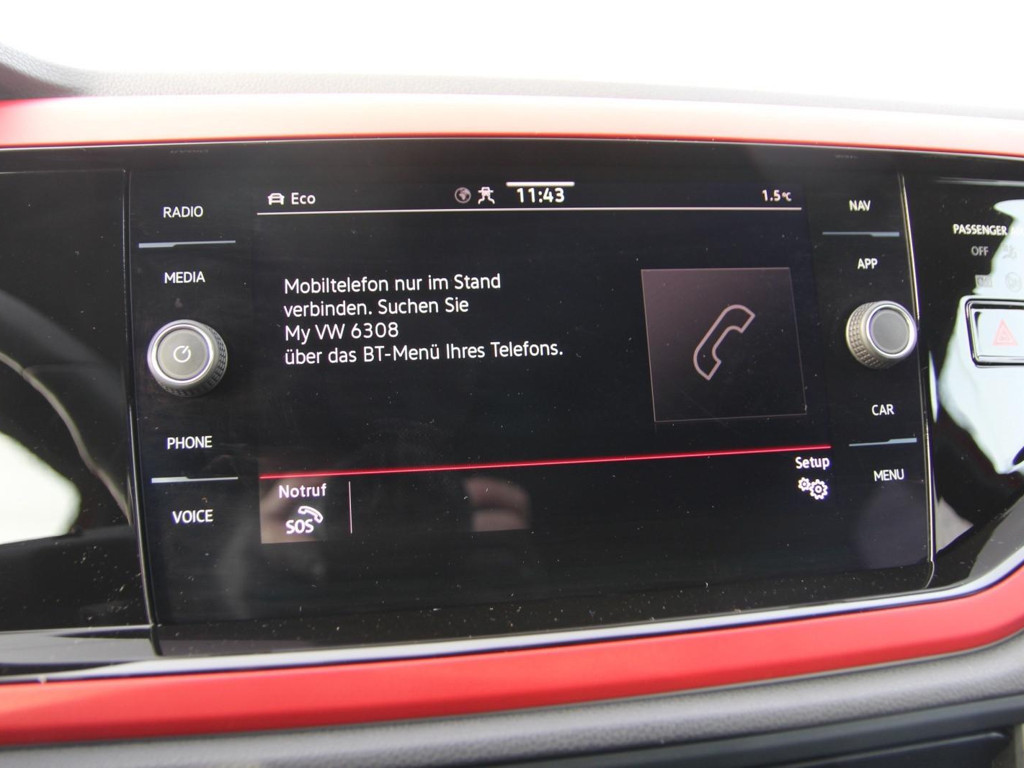 RADIO
MEDIA
PHONE
VOICE
Eco
11:43
1.5°C
Mobiltelefon nur im Stand
verbinden. Suchen Sie
My VW 6308
über das BT-Menü Ihres Telefons.
Notruf
SOS
Setup
NAV
APP
CAR
MENU
PASSENGER
OFF